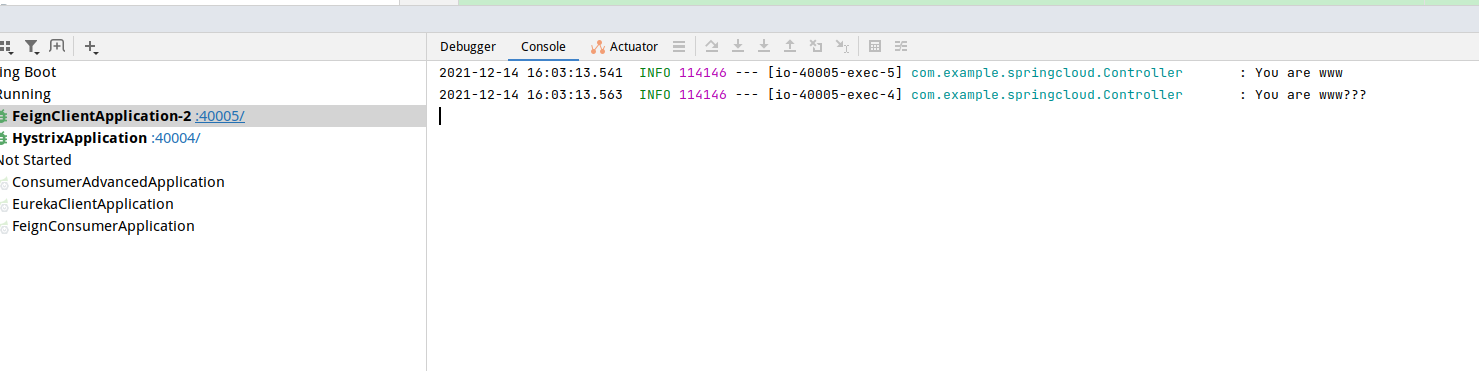 Debugger Console Actuator
ing Boot
Running
FeignClientApplication-2 :40005/
HystrixApplication :40004/
Not Started
ConsumerAdvancedApplication
EurekaClientApplication
FeignConsumerApplication
2021-12-14 16:03:13.541 INFO 114146 --- [io-40005-exec-5] com.example.springcloud.Controller : You are www
2021-12-14 16:03:13.563 INFO 114146 --- [io-40005-exec-4] com.example.springcloud.Controller : You are www???